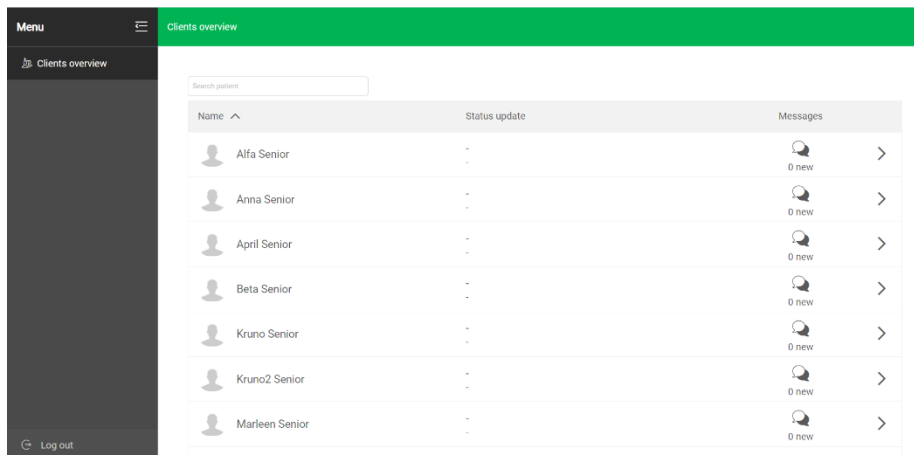 Menu
Clients overview
Clients overview
Search patient
Name Status update Messages
Alfa Senior - 0 new
-
Anna Senior - 0 new
-
April Senior - 0 new
-
Beta Senior - 0 new
-
Kruno Senior - 0 new
-
Kruno2 Senior - 0 new
-
Marleen Senior - 0 new
-
Log out